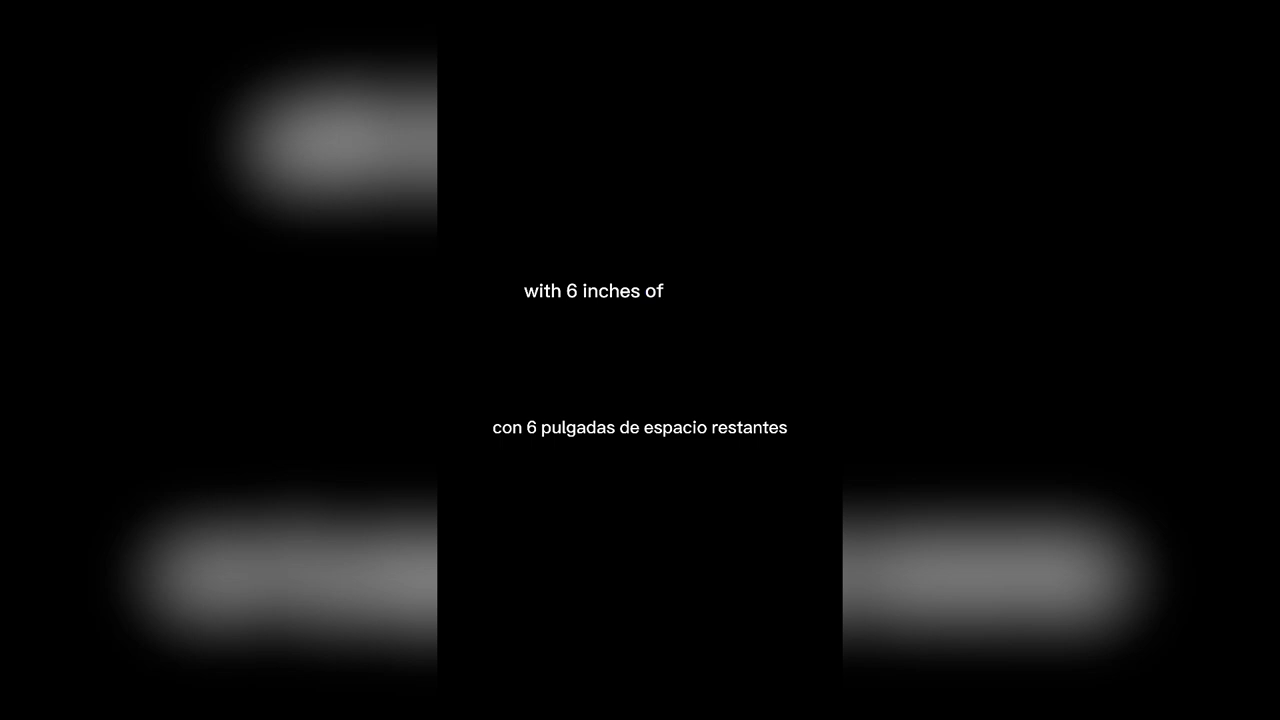 with 6 inches of
con 6 pulgadas de espacio restantes